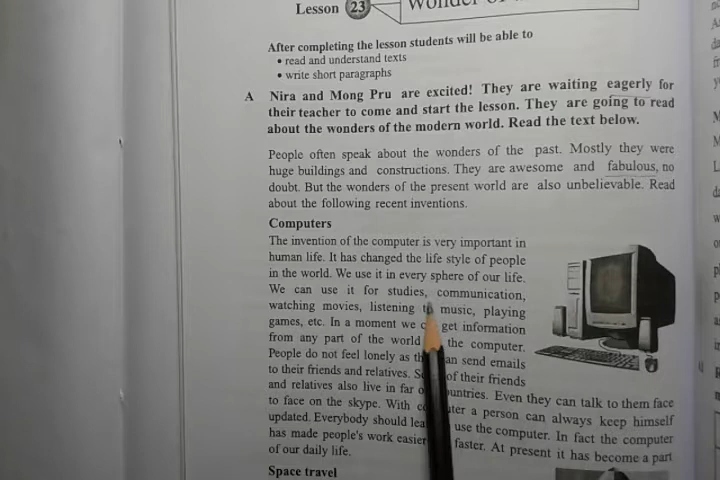 Lesson 23
After completing the lesson students will be able to
• read and understand texts
• write short paragraphs
A Nira and Mong Pru are excited! They are waiting eagerly for
their teacher to come and start the lesson. They are going to read
about the wonders of the modern world. Read the text below.
People often speak about the wonders of the past. Mostly they were
huge buildings and constructions. They are awesome and fabulous, no
doubt. But the wonders of the present world are also unbelievable. Read
about the following recent inventions.
Computers
The invention of the computer is very important in
human life. It has changed the life style of people
in the world. We use it in every sphere of our life.
We can use it for studies, communication,
watching movies, listening music, playing
games, etc. In a moment we get information
from any part of the world the computer.
People do not feel lonely as send emails
to their friends and relatives. of their friends
and relatives also live in far Even they can talk to them face
to face on the skype. With a person can always keep himself
updated. Everybody should use the computer. In fact the computer
has made people's work easier faster. At present it has become a part
of our daily life.
Space travel